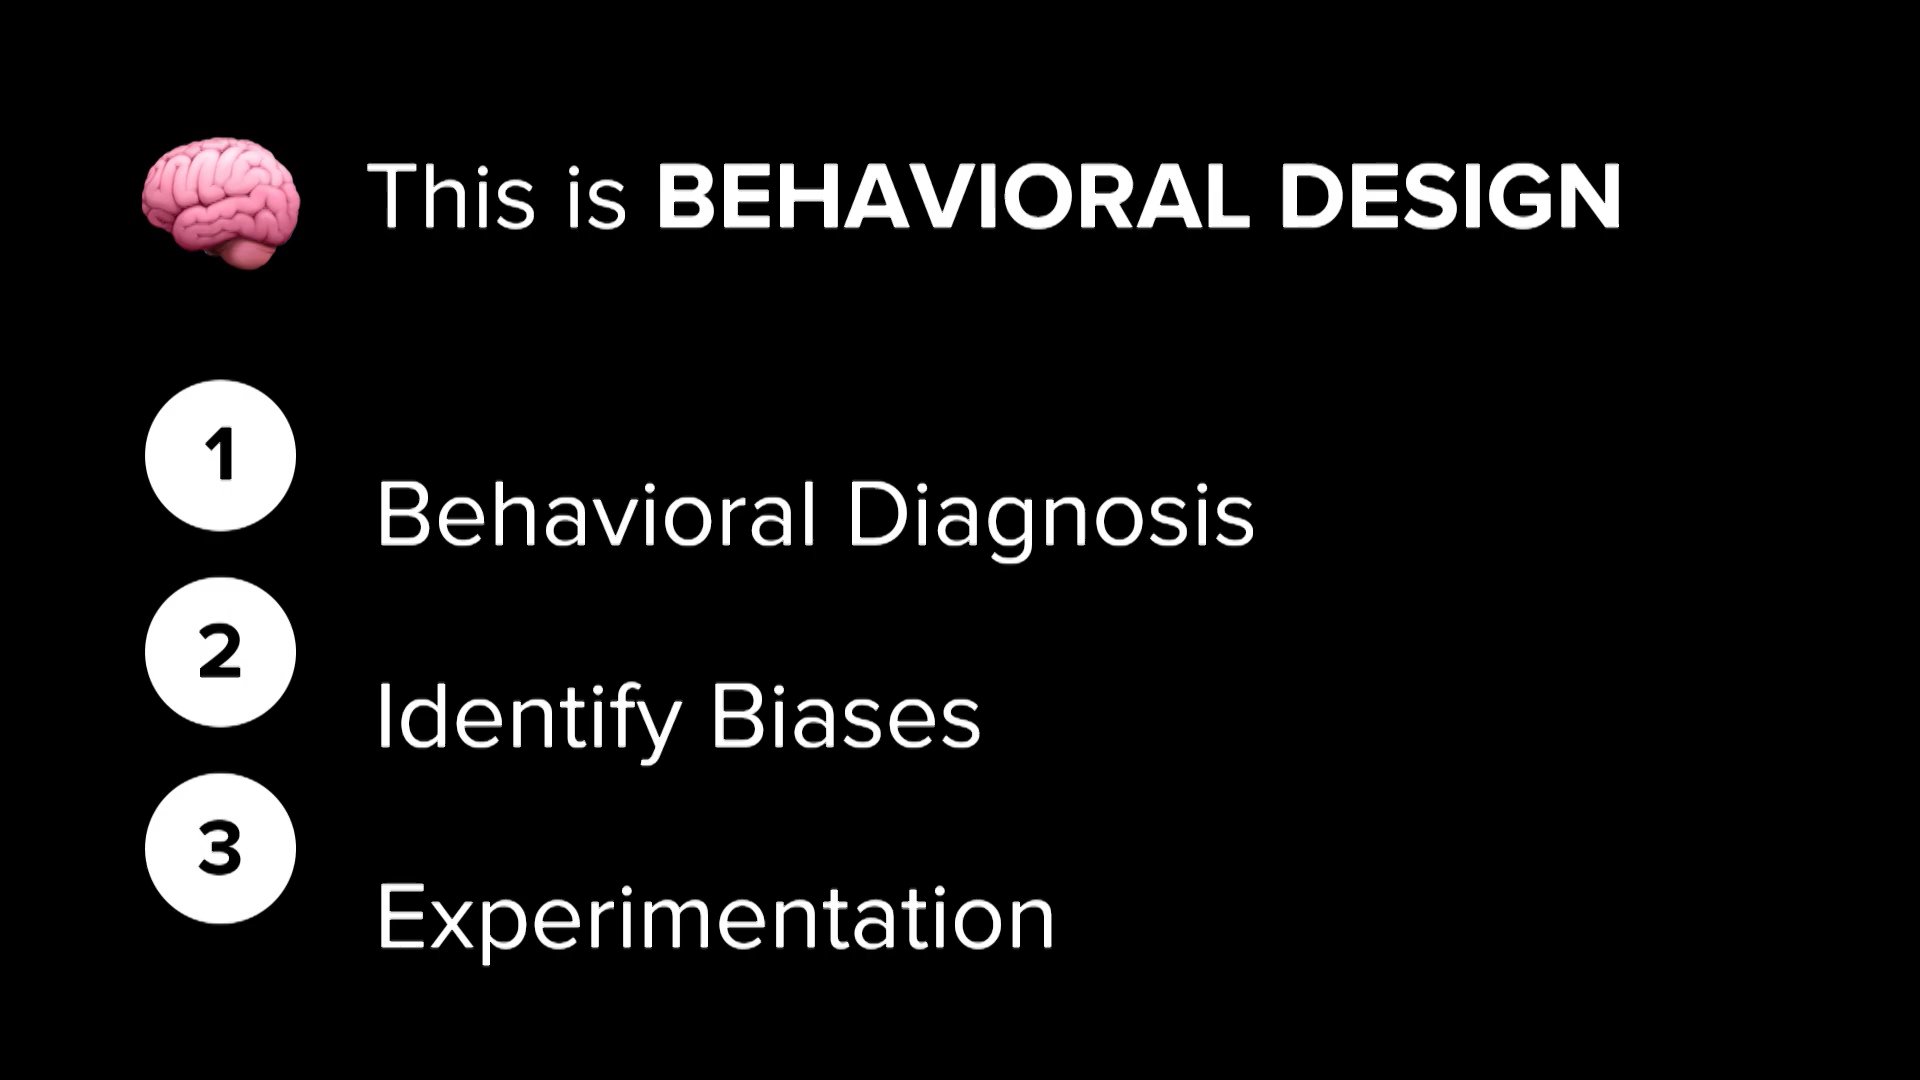 This is BEHAVIORAL DESIGN
1
Behavioral Diagnosis
2
Identify Biases
3
Experimentation